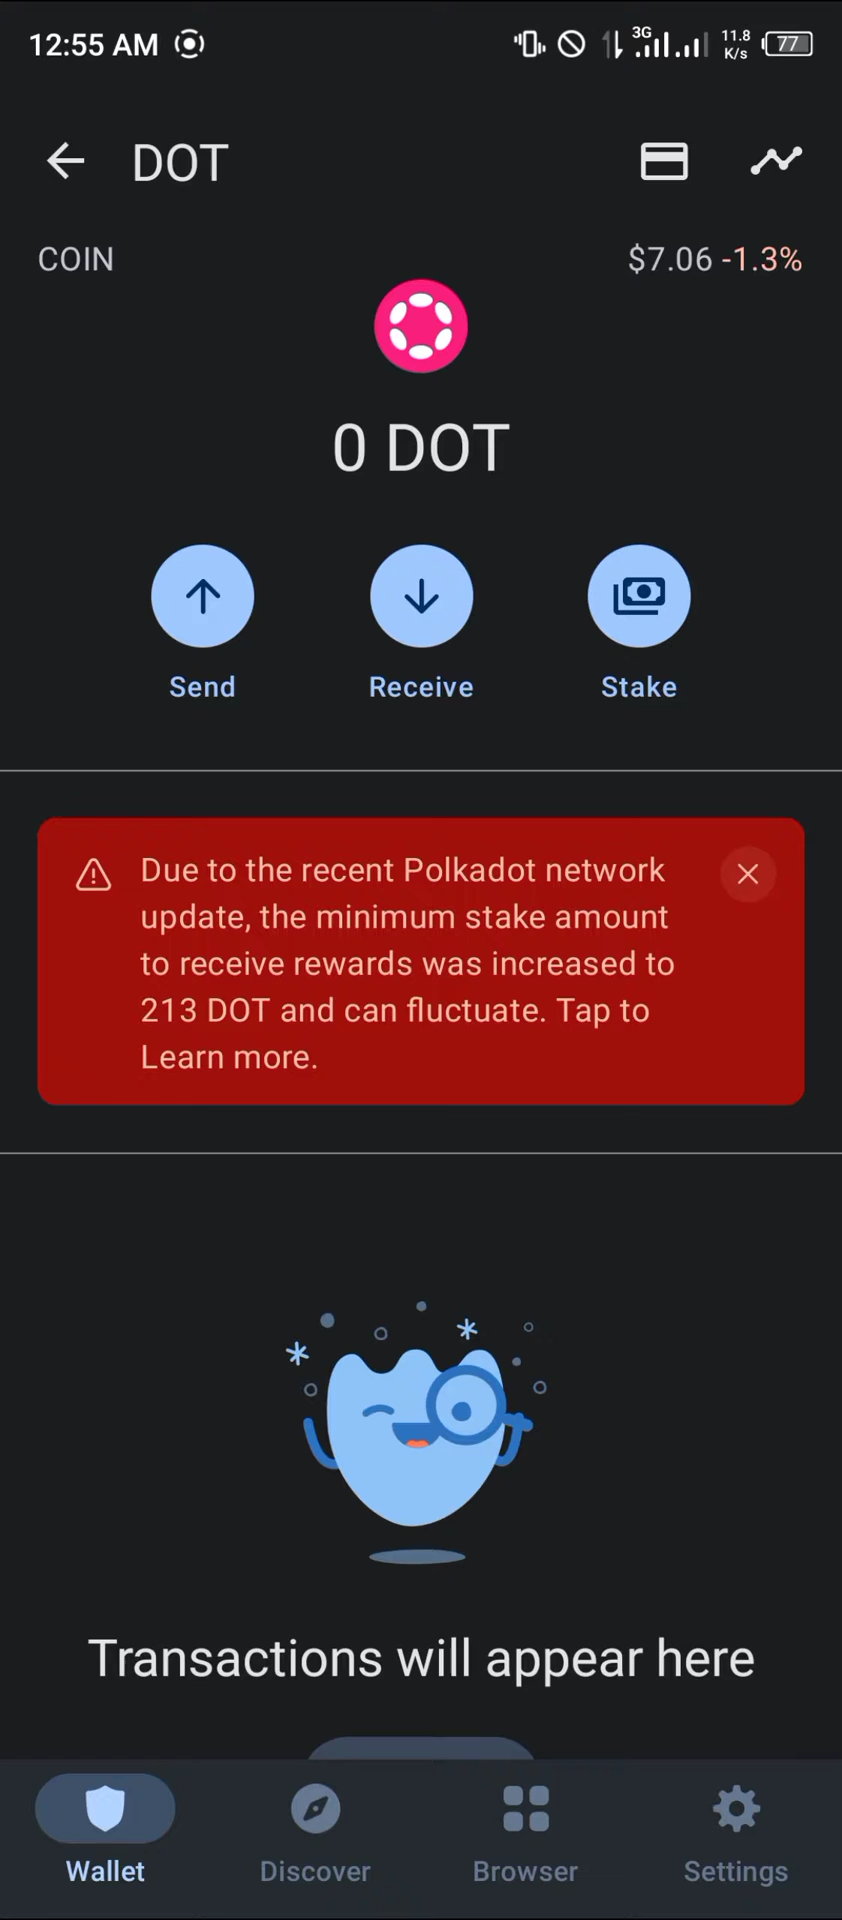 12:55 AM
3G
11.8
K/s
77
DOT
COIN
$7.06 -1.3%
0 DOT
Send
Receive
Stake
Due to the recent Polkadot network
update, the minimum stake amount
to receive rewards was increased to
213 DOT and can fluctuate. Tap to
Learn more.
Transactions will appear here
Wallet
Discover
Browser
Settings